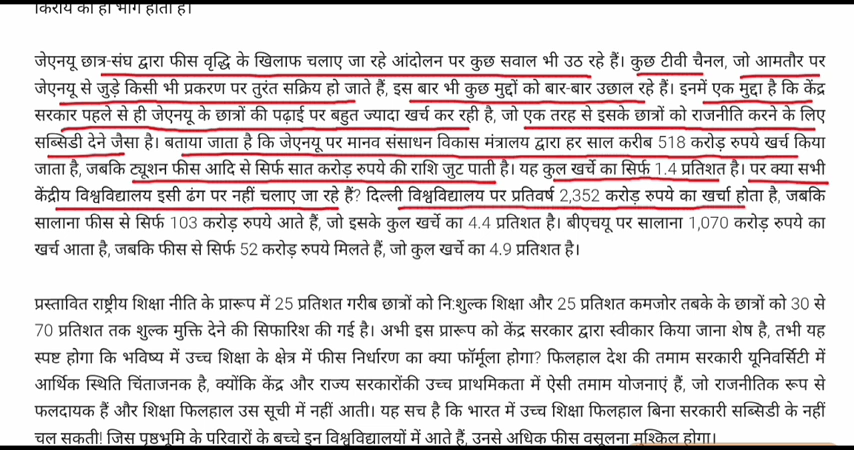 किराये का ही भाग होता है।
जेएनयू छात्र-संघ द्वारा फीस वृद्धि के खिलाफ चलाए जा रहे आंदोलन पर कुछ सवाल भी उठ रहे हैं। कुछ टीवी चैनल, जो आमतौर पर
जेएनयू से जुड़े किसी भी प्रकरण पर तुरंत सक्रिय हो जाते हैं, इस बार भी कुछ मुद्दों को बार-बार उछाल रहे हैं। इनमें एक मुद्दा है कि केंद्र
सरकार पहले से ही जेएनयू के छात्रों की पढ़ाई पर बहुत ज्यादा खर्च कर रही है, जो एक तरह से इसके छात्रों को राजनीति करने के लिए
सब्सिडी देने जैसा है। बताया जाता है कि जेएनयू पर मानव संसाधन विकास मंत्रालय द्वारा हर साल करीब 518 करोड़ रुपये खर्च किया
जाता है, जबकि ट्यूशन फीस आदि से सिर्फ सात करोड़ रुपये की राशि जुट पाती है। यह कुल खर्चे का सिर्फ 1.4 प्रतिशत है। पर क्या सभी
केंद्रीय विश्वविद्यालय इसी ढंग पर नहीं चलाए जा रहे हैं? दिल्ली विश्वविद्यालय पर प्रतिवर्ष 2,352 करोड़ रुपये का खर्चा होता है, जबकि
सालाना फीस से सिर्फ 103 करोड़ रुपये आते हैं, जो इसके कुल खर्चे का 4.4 प्रतिशत है। बीएचयू पर सालाना 1,070 करोड़ रुपये का
खर्च आता है, जबकि फीस से सिर्फ 52 करोड़ रुपये मिलते हैं, जो कुल खर्चे का 4.9 प्रतिशत है।
प्रस्तावित राष्ट्रीय शिक्षा नीति के प्रारूप में 25 प्रतिशत गरीब छात्रों को नि:शुल्क शिक्षा और 25 प्रतिशत कमजोर तबके के छात्रों को 30 से
70 प्रतिशत तक शुल्क मुक्ति देने की सिफारिश की गई है। अभी इस प्रारूप को केंद्र सरकार द्वारा स्वीकार किया जाना शेष है, तभी यह
स्पष्ट होगा कि भविष्य में उच्च शिक्षा के क्षेत्र में फीस निर्धारण का क्या फॉर्मूला होगा? फिलहाल देश की तमाम सरकारी यूनिवर्सिटी में
आर्थिक स्थिति चिंताजनक है, क्योंकि केंद्र और राज्य सरकारोंकी उच्च प्राथमिकता में ऐसी तमाम योजनाएं हैं, जो राजनीतिक रूप से
फलदायक हैं और शिक्षा फिलहाल उस सूची में नहीं आती। यह सच है कि भारत में उच्च शिक्षा फिलहाल बिना सरकारी सब्सिडी के नहीं
चल सकती! जिस पृष्ठभूमि के परिवारों के बच्चे इन विश्वविद्यालयों में आते हैं, उनसे अधिक फीस वसूलना मुश्किल होगा।